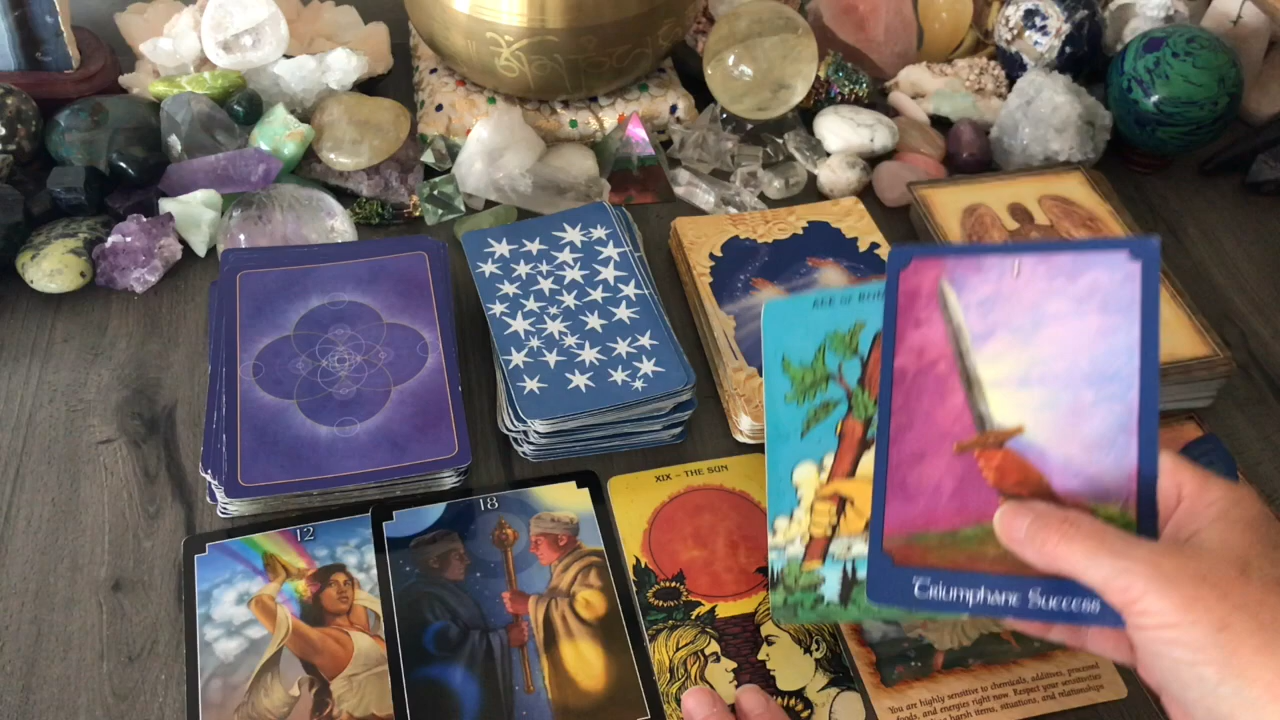 12
18
XIX – THE SUN
ACE OF
Triumphant Success
You are highly sensitive to chemicals, additives, processed
foods, and energies right now. Respect your sensitivities
harsh items, situations, and relationships